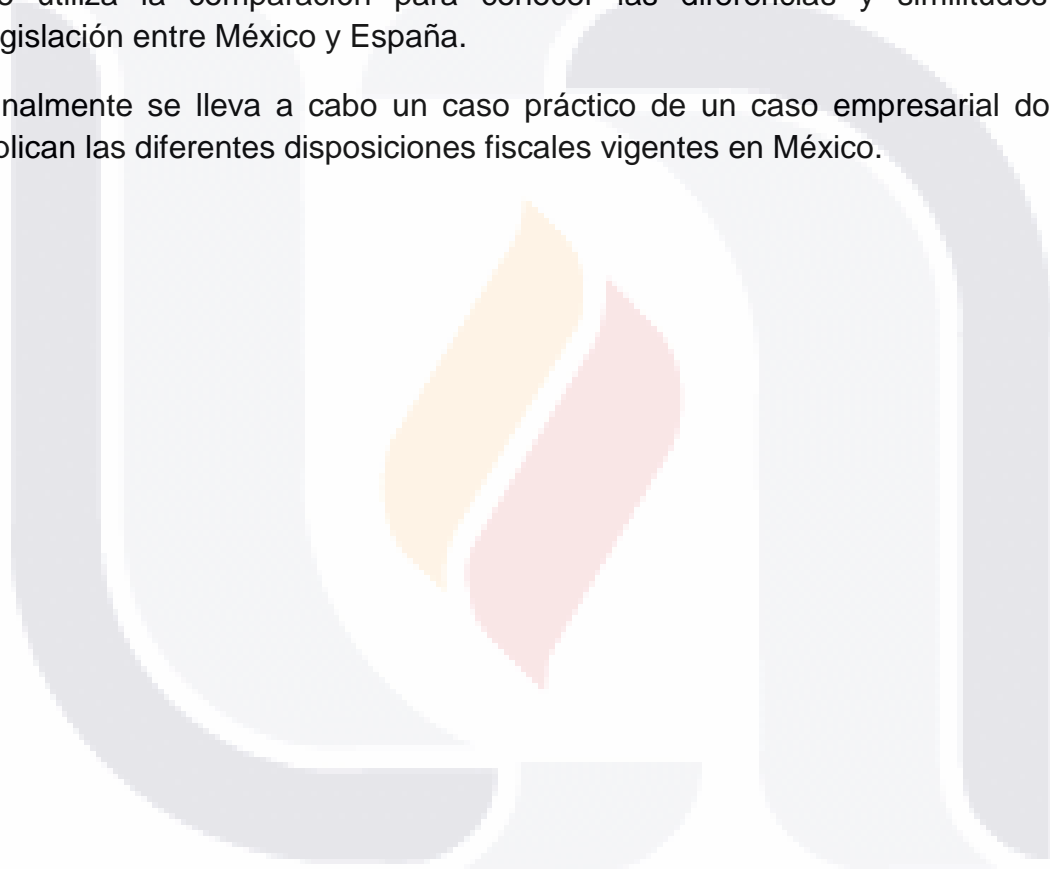 utiliza la comparación para conocer las diferencias y similitudes
gislación entre México y España.
nalmente se lleva a cabo un caso práctico de un caso empresarial do
plican las diferentes disposiciones fiscales vigentes en México.